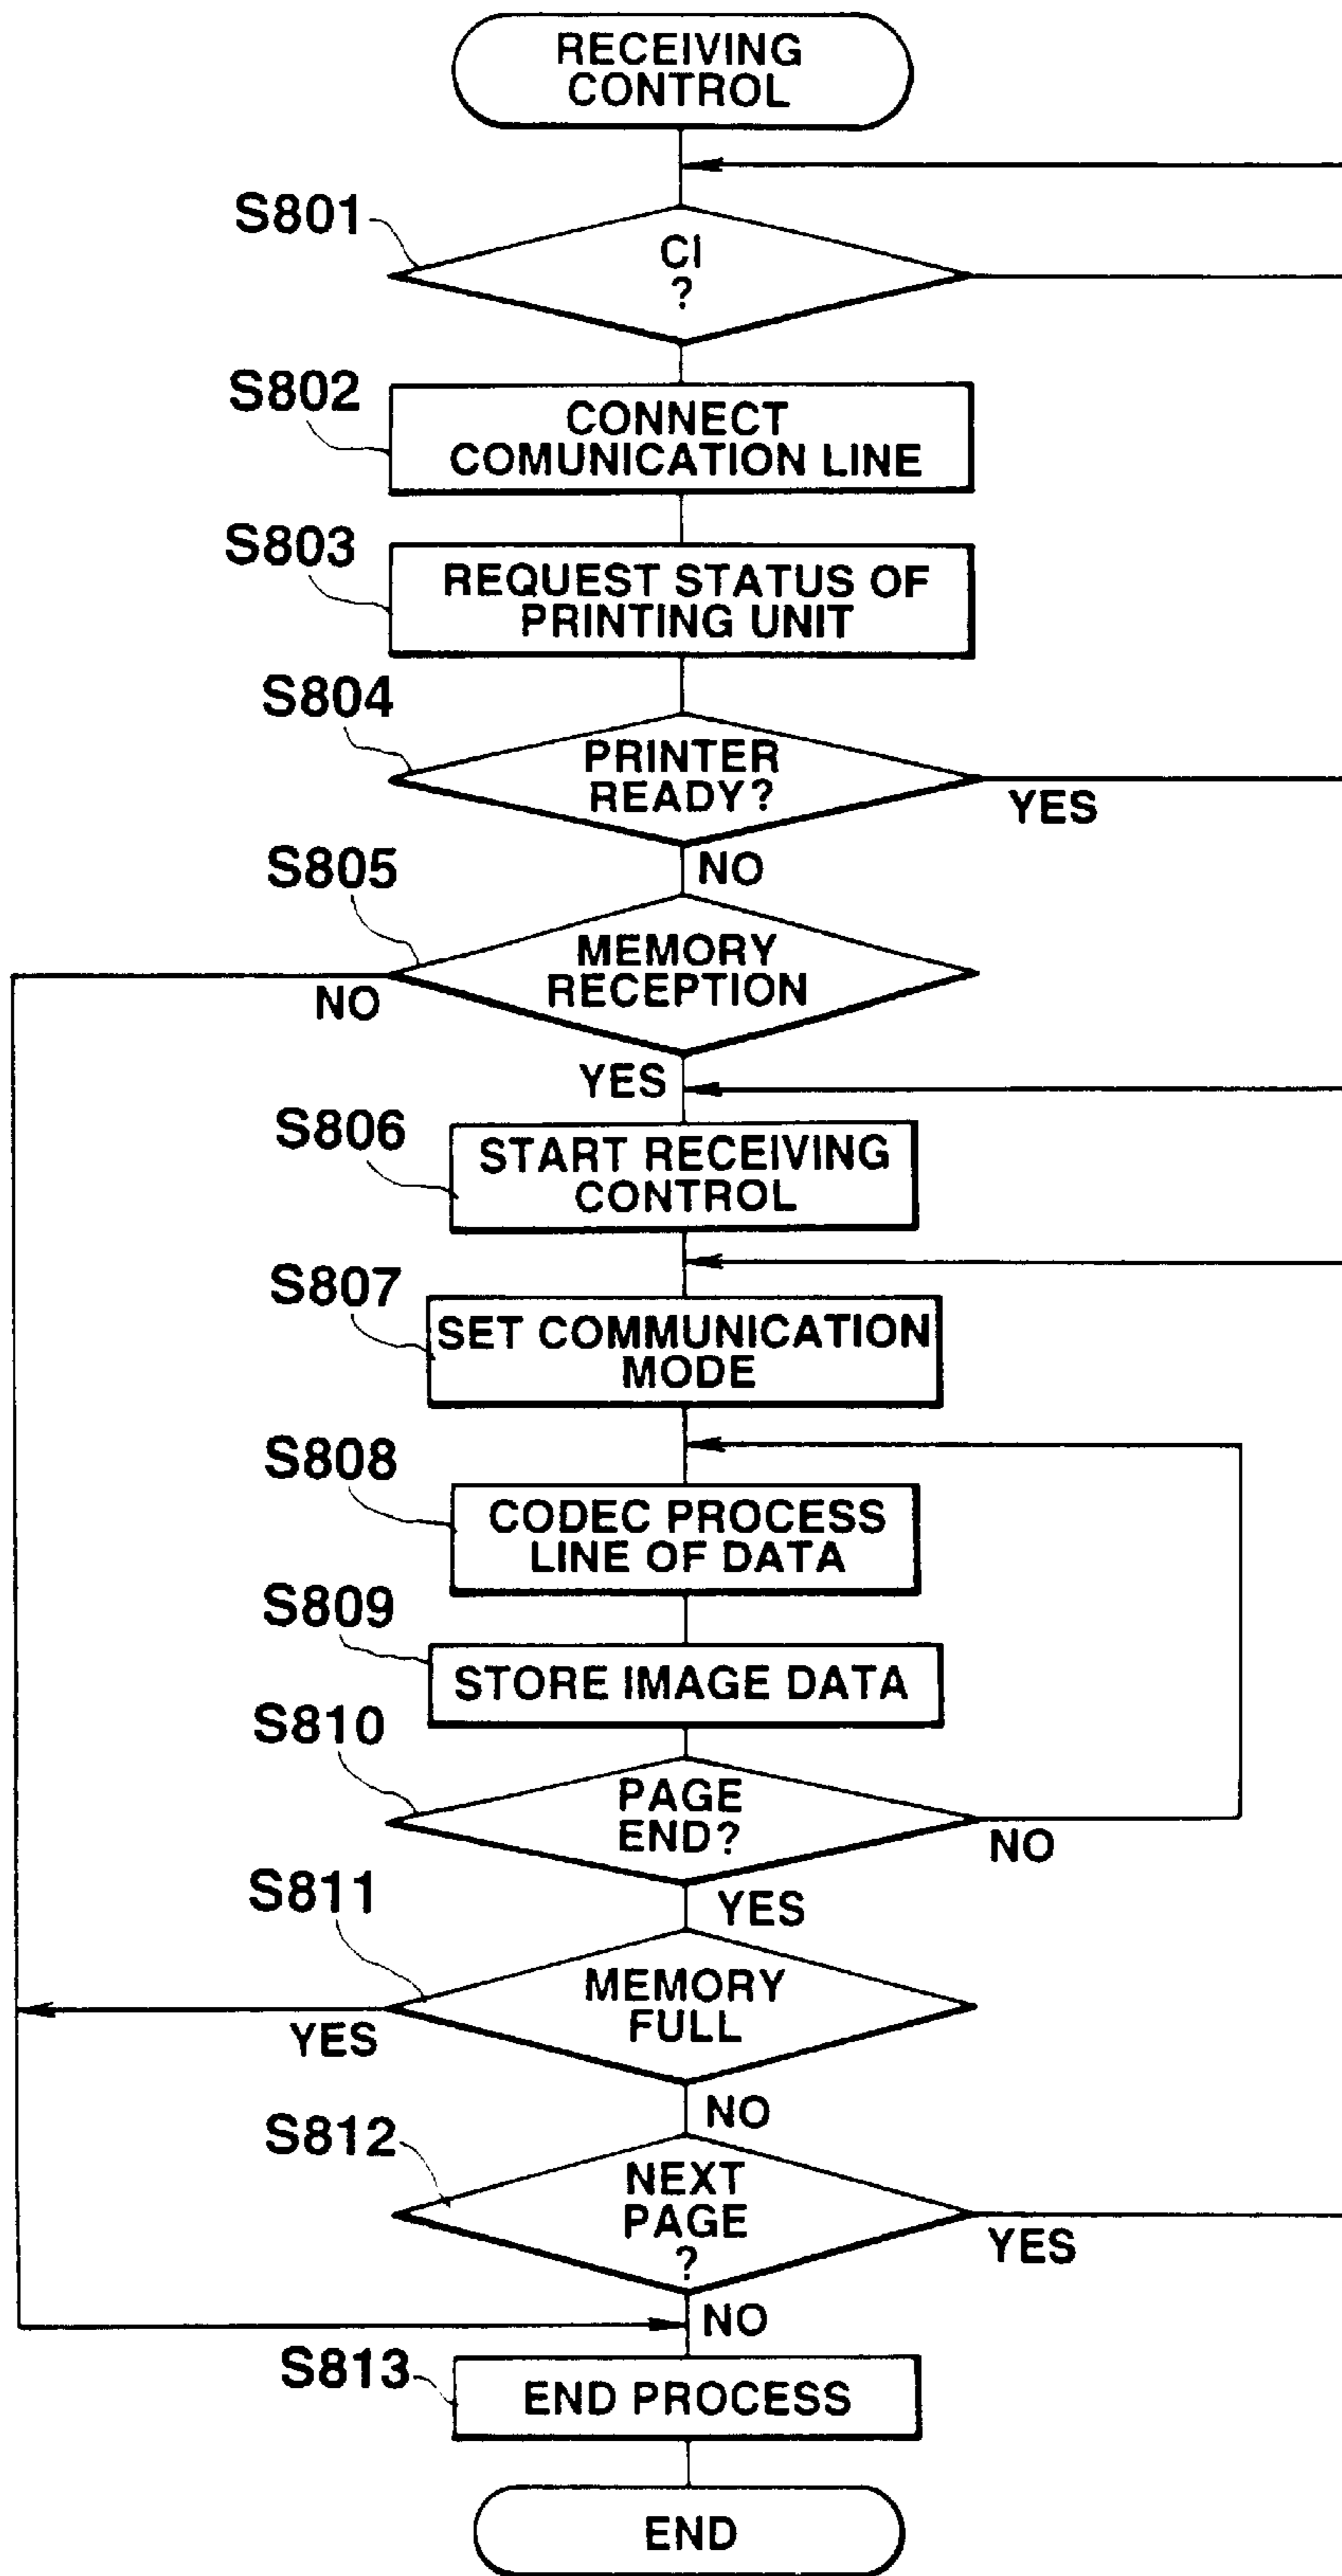 RECEIVING
CONTROL
S801
CI
?
S802
CONNECT
COMUNICATION LINE
S803
REQUEST STATUS OF
PRINTING UNIT
S804
PRINTER
READY?
YES
NO
S805
MEMORY
RECEPTION
NO
YES
S806
START RECEIVING
CONTROL
S807
SET COMMUNICATION
MODE
S808
CODEC PROCESS
LINE OF DATA
S809
STORE IMAGE DATA
S810
PAGE
END?
NO
YES
S811
MEMORY
FULL
YES
NO
S812
NEXT
PAGE
?
YES
NO
S813
END PROCESS
END